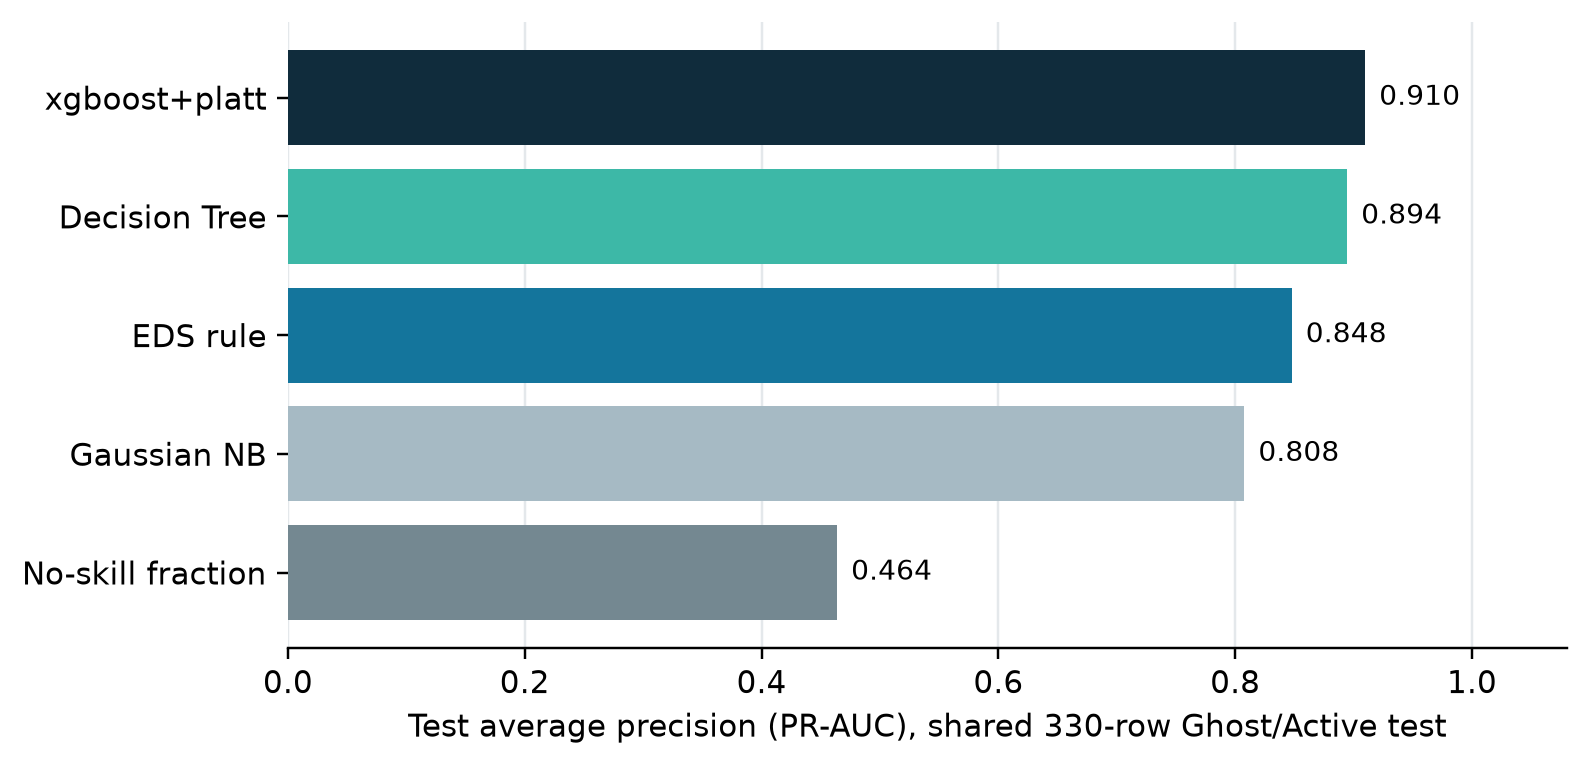 xgboost+platt 0.910
Decision Tree 0.894
EDS rule 0.848
Gaussian NB 0.808
No-skill fraction 0.464
0.0 0.2 0.4 0.6 0.8 1.0
Test average precision (PR-AUC), shared 330-row Ghost/Active test